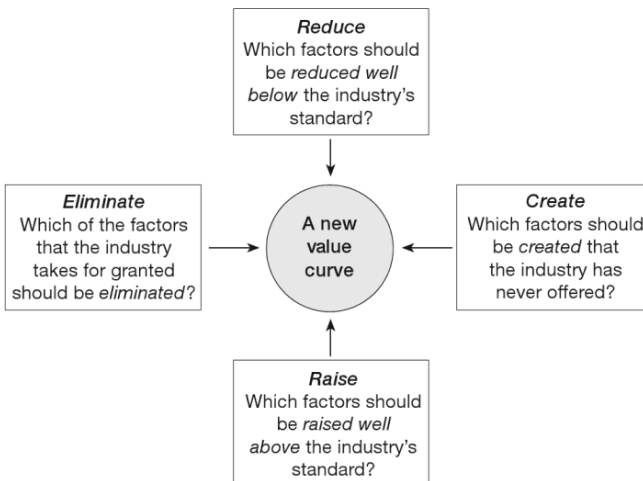 Reduce
Which factors should
be reduced well
below the industry's
standard?
Eliminate
Which of the factors
that the industry
takes for granted
should be eliminated?
A new
value
curve
Create
Which factors should
be created that
the industry has
never offered?
Raise
Which factors should
be raised well
above the industry's
standard?